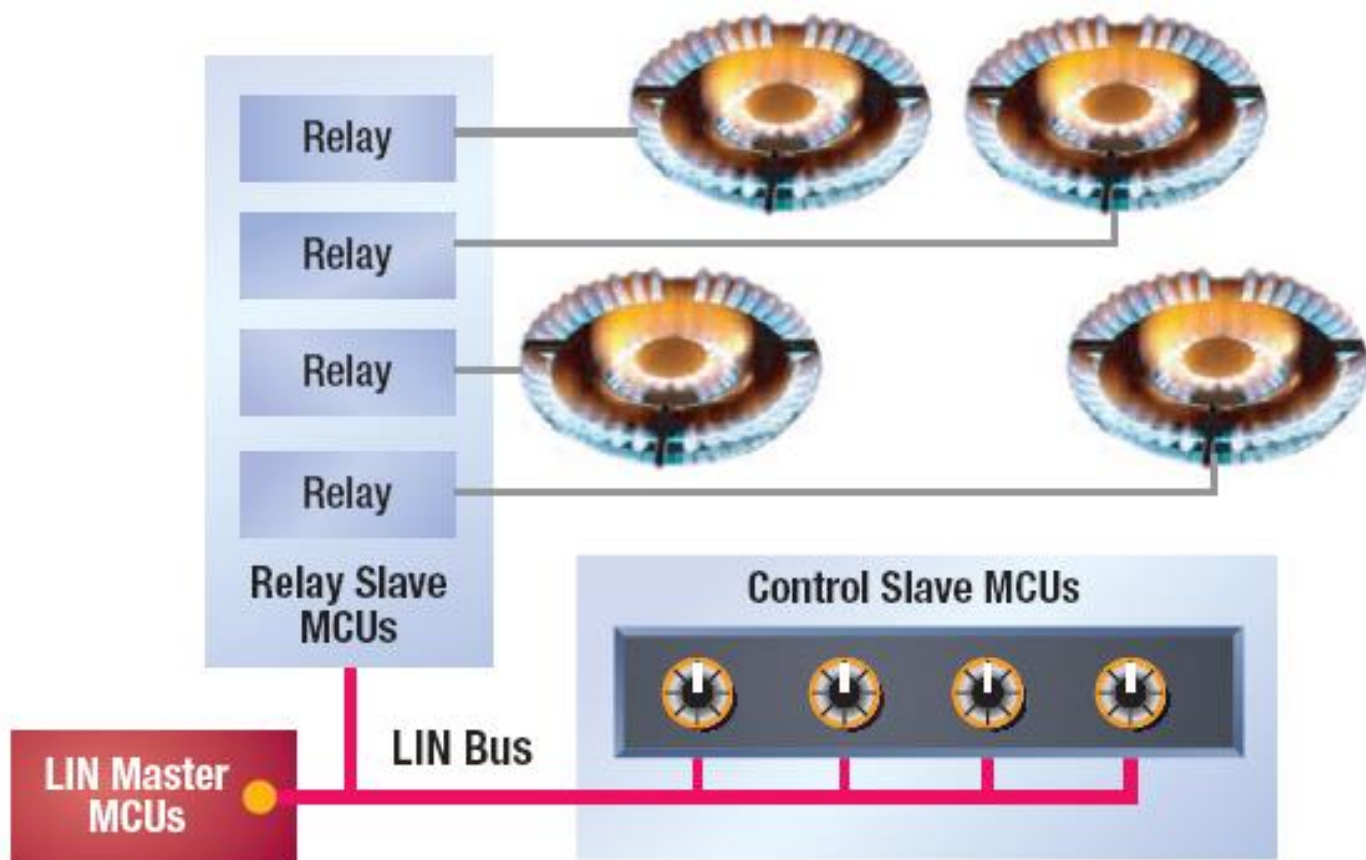 Relay
Relay
Relay
Relay
Relay Slave
MCUs
Control Slave MCUs
LIN Bus
LIN Master
MCUs